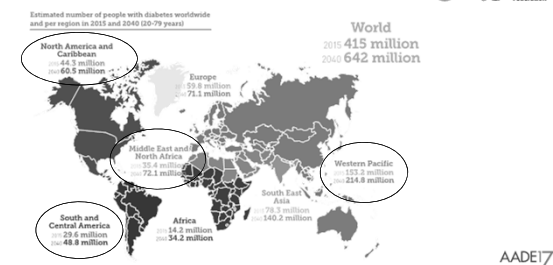 Estimated number of people with diabetes worldwide
and per region in 2015 and 2040 (20-79 years)
World
2015 415 million
2040 642 million
North America and
Caribbean
2015 44.3 million
2040 60.5 million
Europe
2015 59.8 million
2040 71.1 million
Middle East and
North Africa
2015 35.4 million
2040 72.1 million
Western Pacific
2015 153.2 million
2040 214.8 million
South and
Central America
2015 29.6 million
2040 48.8 million
Africa
2015 14.2 million
2040 34.2 million
South East
Asia
2015 78.3 million
2040 140.2 million
AADE17